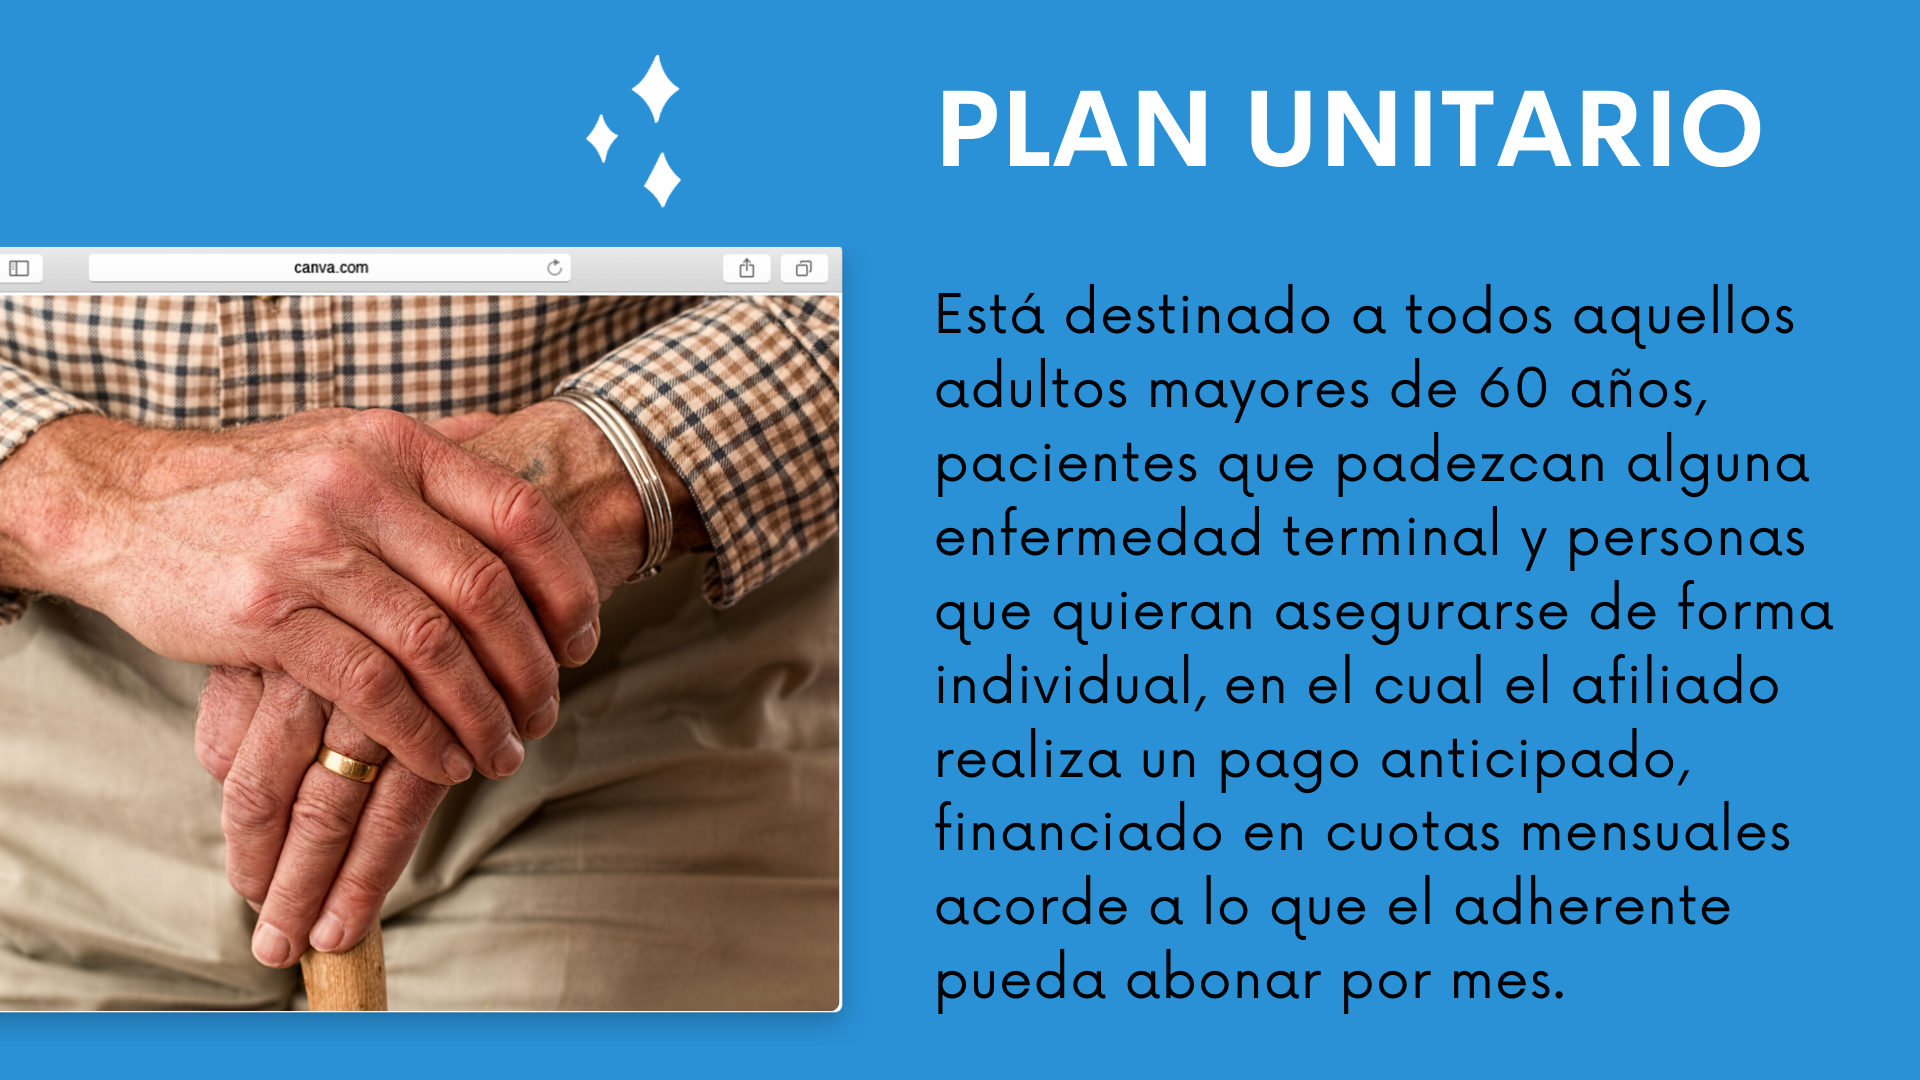 PLAN UNITARIO
canva.com
Está destinado a todos aquellos
adultos mayores de 60 años,
pacientes que padezcan alguna
enfermedad terminal y personas
que quieran asegurarse de forma
individual, en el cual el afiliado
realiza un pago anticipado,
financiado en cuotas mensuales
acorde a lo que el adherente
pueda abonar por mes.